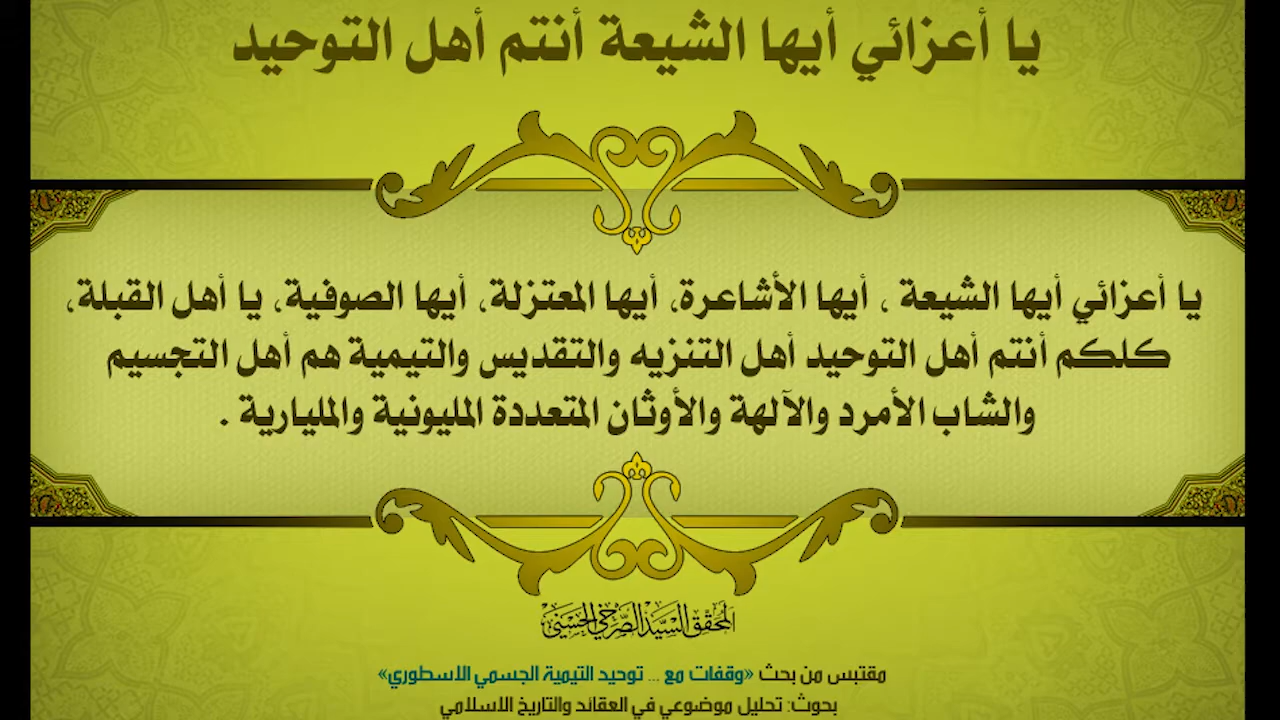 يا أعزائي أيها الشيعة أنتم أهل التوحيد
يا أعزائي أيها الشيعة ، أيها الأشاعرة، أيها المعتزلة، أيها الصوفية، يا أهل القبلة،
كلكم أنتم أهل التوحيد أهل التنزيه والتقديس والتيمية هم أهل التجسيم
والشاب الأمرد والآلهة والأوثان المتعددة المليونية والمليارية .
المحقق السيد الصرخي الحسني
مقتبس من بحث «وقفات مع ... توحيد التيمية الجسمي الاسطوري»
بحوث: تحليل موضوعي في العقائد والتاريخ الاسلامي